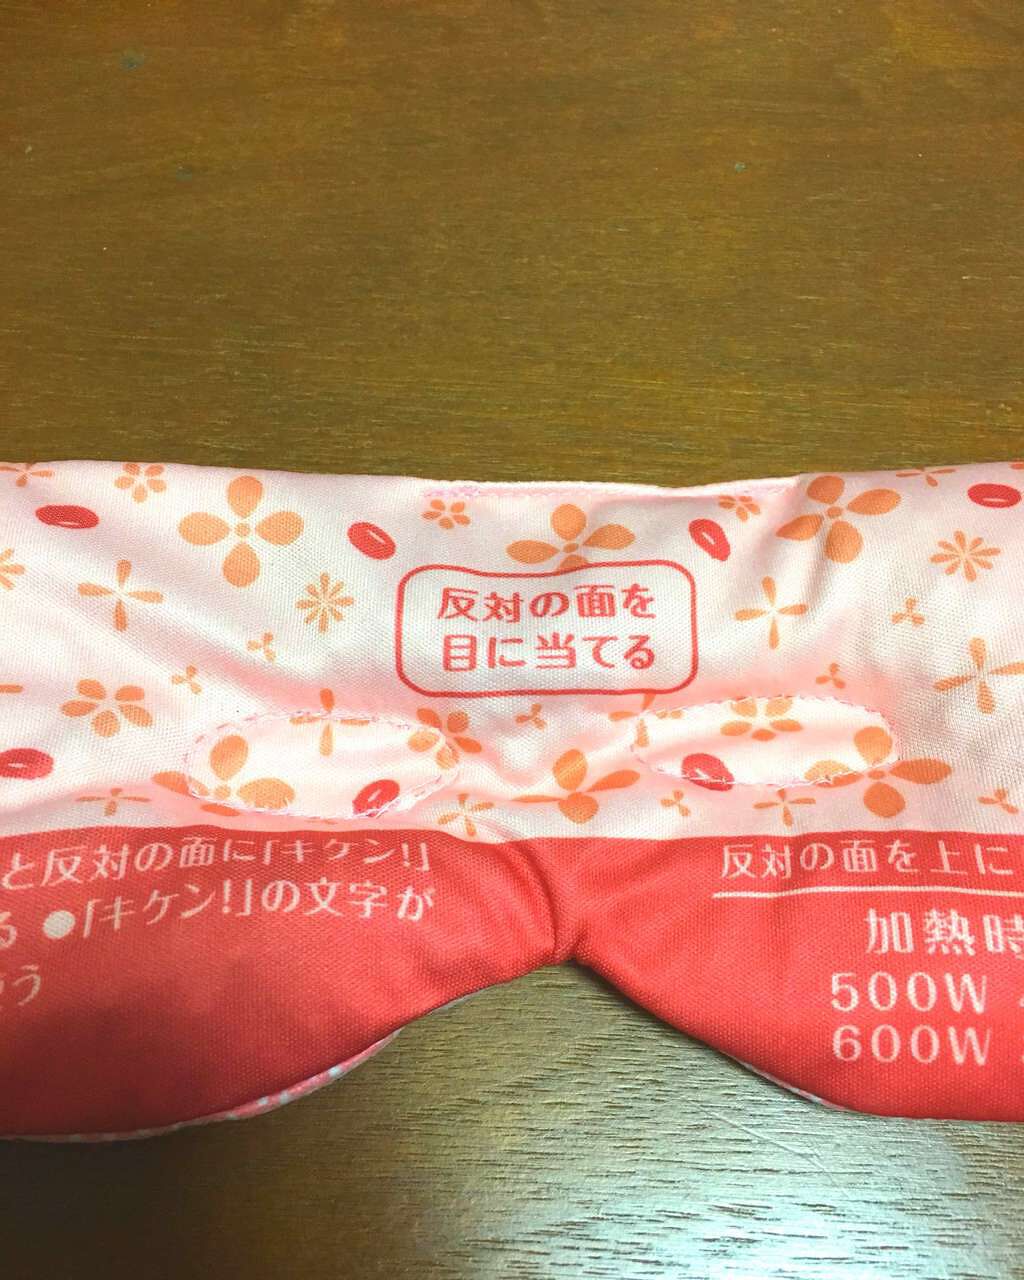 反対の面を
目に当てる
と反対の面に「キケン!」
る ●「キケン!」の文字が
う
反対の面を上に
加熱時
500W
600W